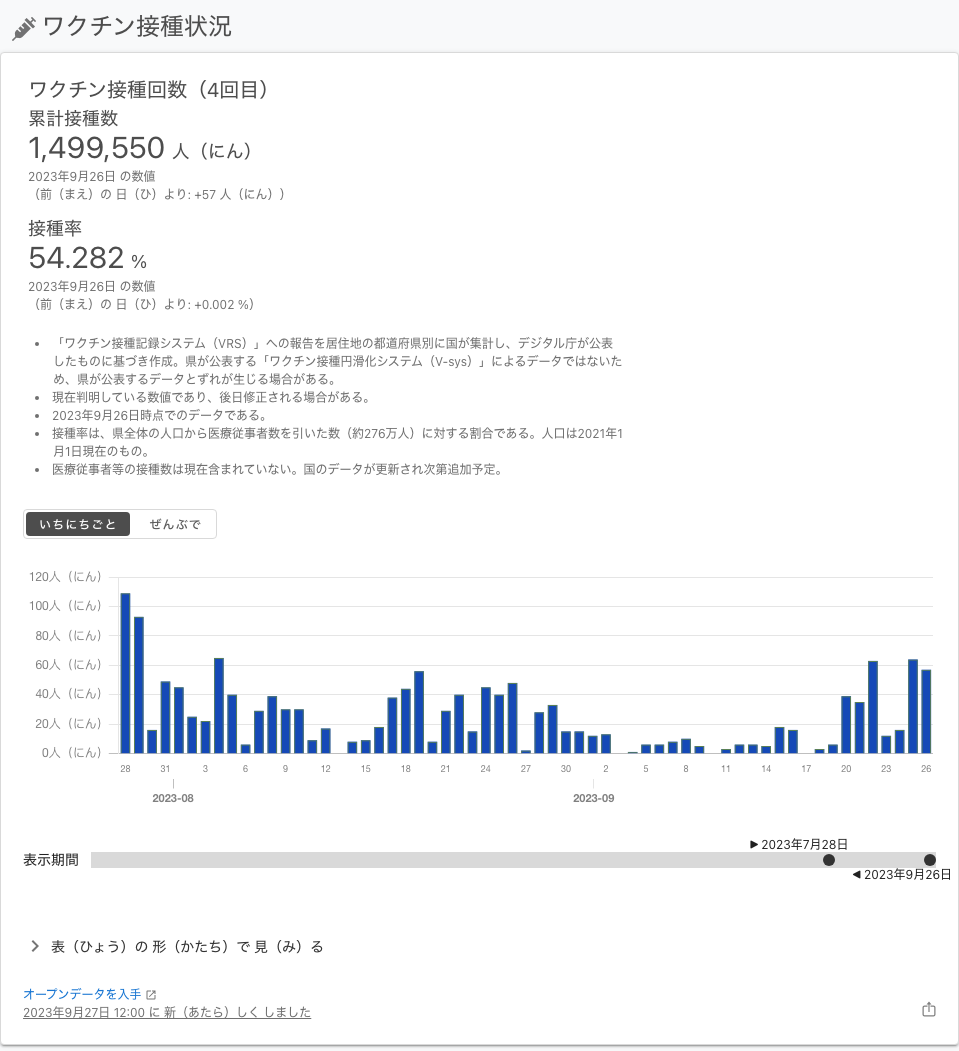 ワクチン接種状況
ワクチン接種回数（4回目）
累計接種数
1,499,550 人（にん）
2023年9月26日 の数値
（前（まえ）の 日（ひ）より: +57 人（にん））
接種率
54.282 %
2023年9月26日 の数値
（前（まえ）の 日（ひ）より: +0.002 %）
「ワクチン接種記録システム（VRS）」への報告を居住地の都道府県別に国が集計し、デジタル庁が公表
したものに基づき作成。県が公表する「ワクチン接種円滑化システム（V-sys）」によるデータではないた
め、県が公表するデータとずれが生じる場合がある。
現在判明している数値であり、後日修正される場合がある。
2023年9月26日時点でのデータである。
接種率は、県全体の人口から医療従事者数を引いた数（約276万人）に対する割合である。人口は2021年1
月1日現在のもの。
医療従事者等の接種数は現在含まれていない。国のデータが更新され次第追加予定。
いちにちごと ぜんぶで
120人（にん）
100人（にん）
80人（にん）
60人（にん）
40人（にん）
20人（にん）
0人（にん）
28 31 3 6 9 12 15 18 21 24 27 30 2 5 8 11 14 17 20 23 26
2023-08 2023-09
2023年7月28日
表示期間
2023年9月26日
表（ひょう）の 形（かたち）で 見（み）る
オープンデータを入手
2023年9月27日 12:00 に 新（あたら）しく しました